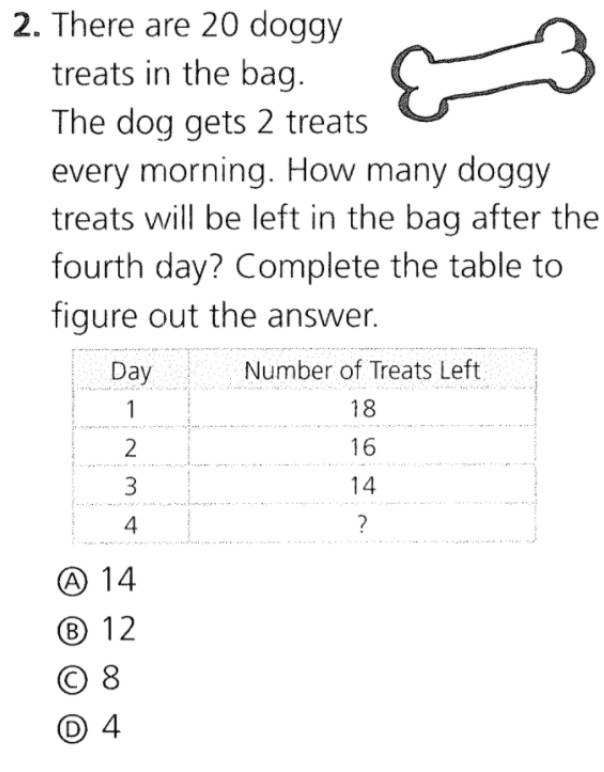 2. There are 20 doggy
treats in the bag.
The dog gets 2 treats
every morning. How many doggy
treats will be left in the bag after the
fourth day? Complete the table to
figure out the answer.
Day Number of Treats Left
1 18
2 16
3 14
4 ?
Ⓐ 14
Ⓑ 12
Ⓒ 8
Ⓓ 4